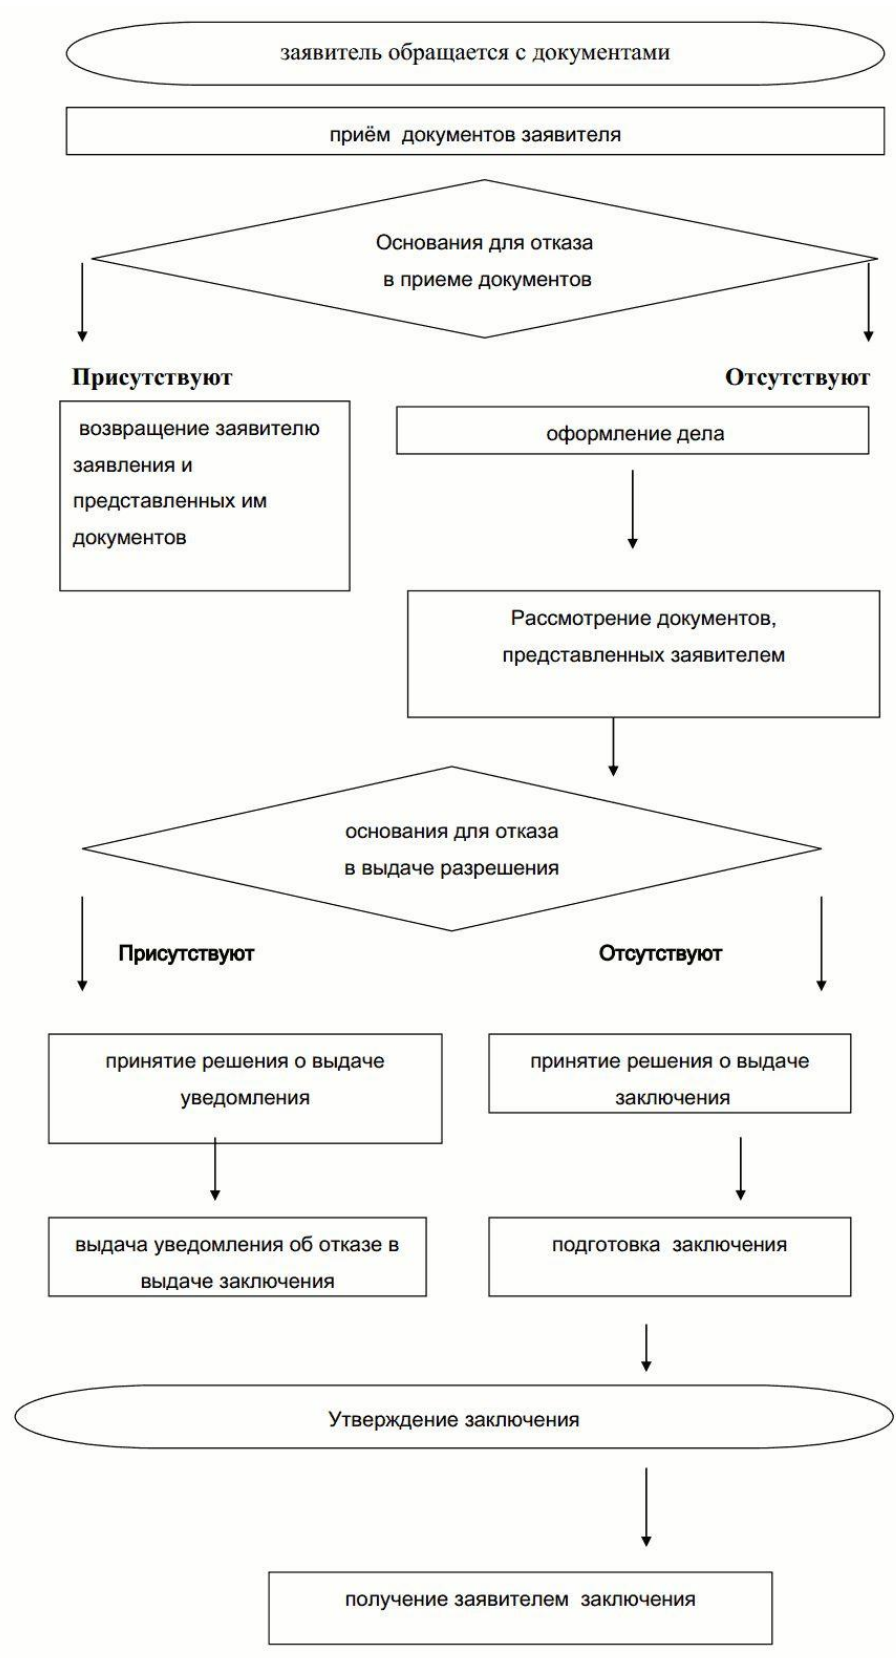 заявитель обращается с документами
приём документов заявителя
Основания для отказа
в приеме документов
Присутствуют
Отсутствуют
возвращение заявителю
заявления и
представленных им
документов
оформление дела
Рассмотрение документов,
представленных заявителем
основания для отказа
в выдаче разрешения
Присутствуют
Отсутствуют
принятие решения о выдаче
уведомления
принятие решения о выдаче
заключения
выдача уведомления об отказе в
выдаче заключения
подготовка заключения
Утверждение заключения
получение заявителем заключения